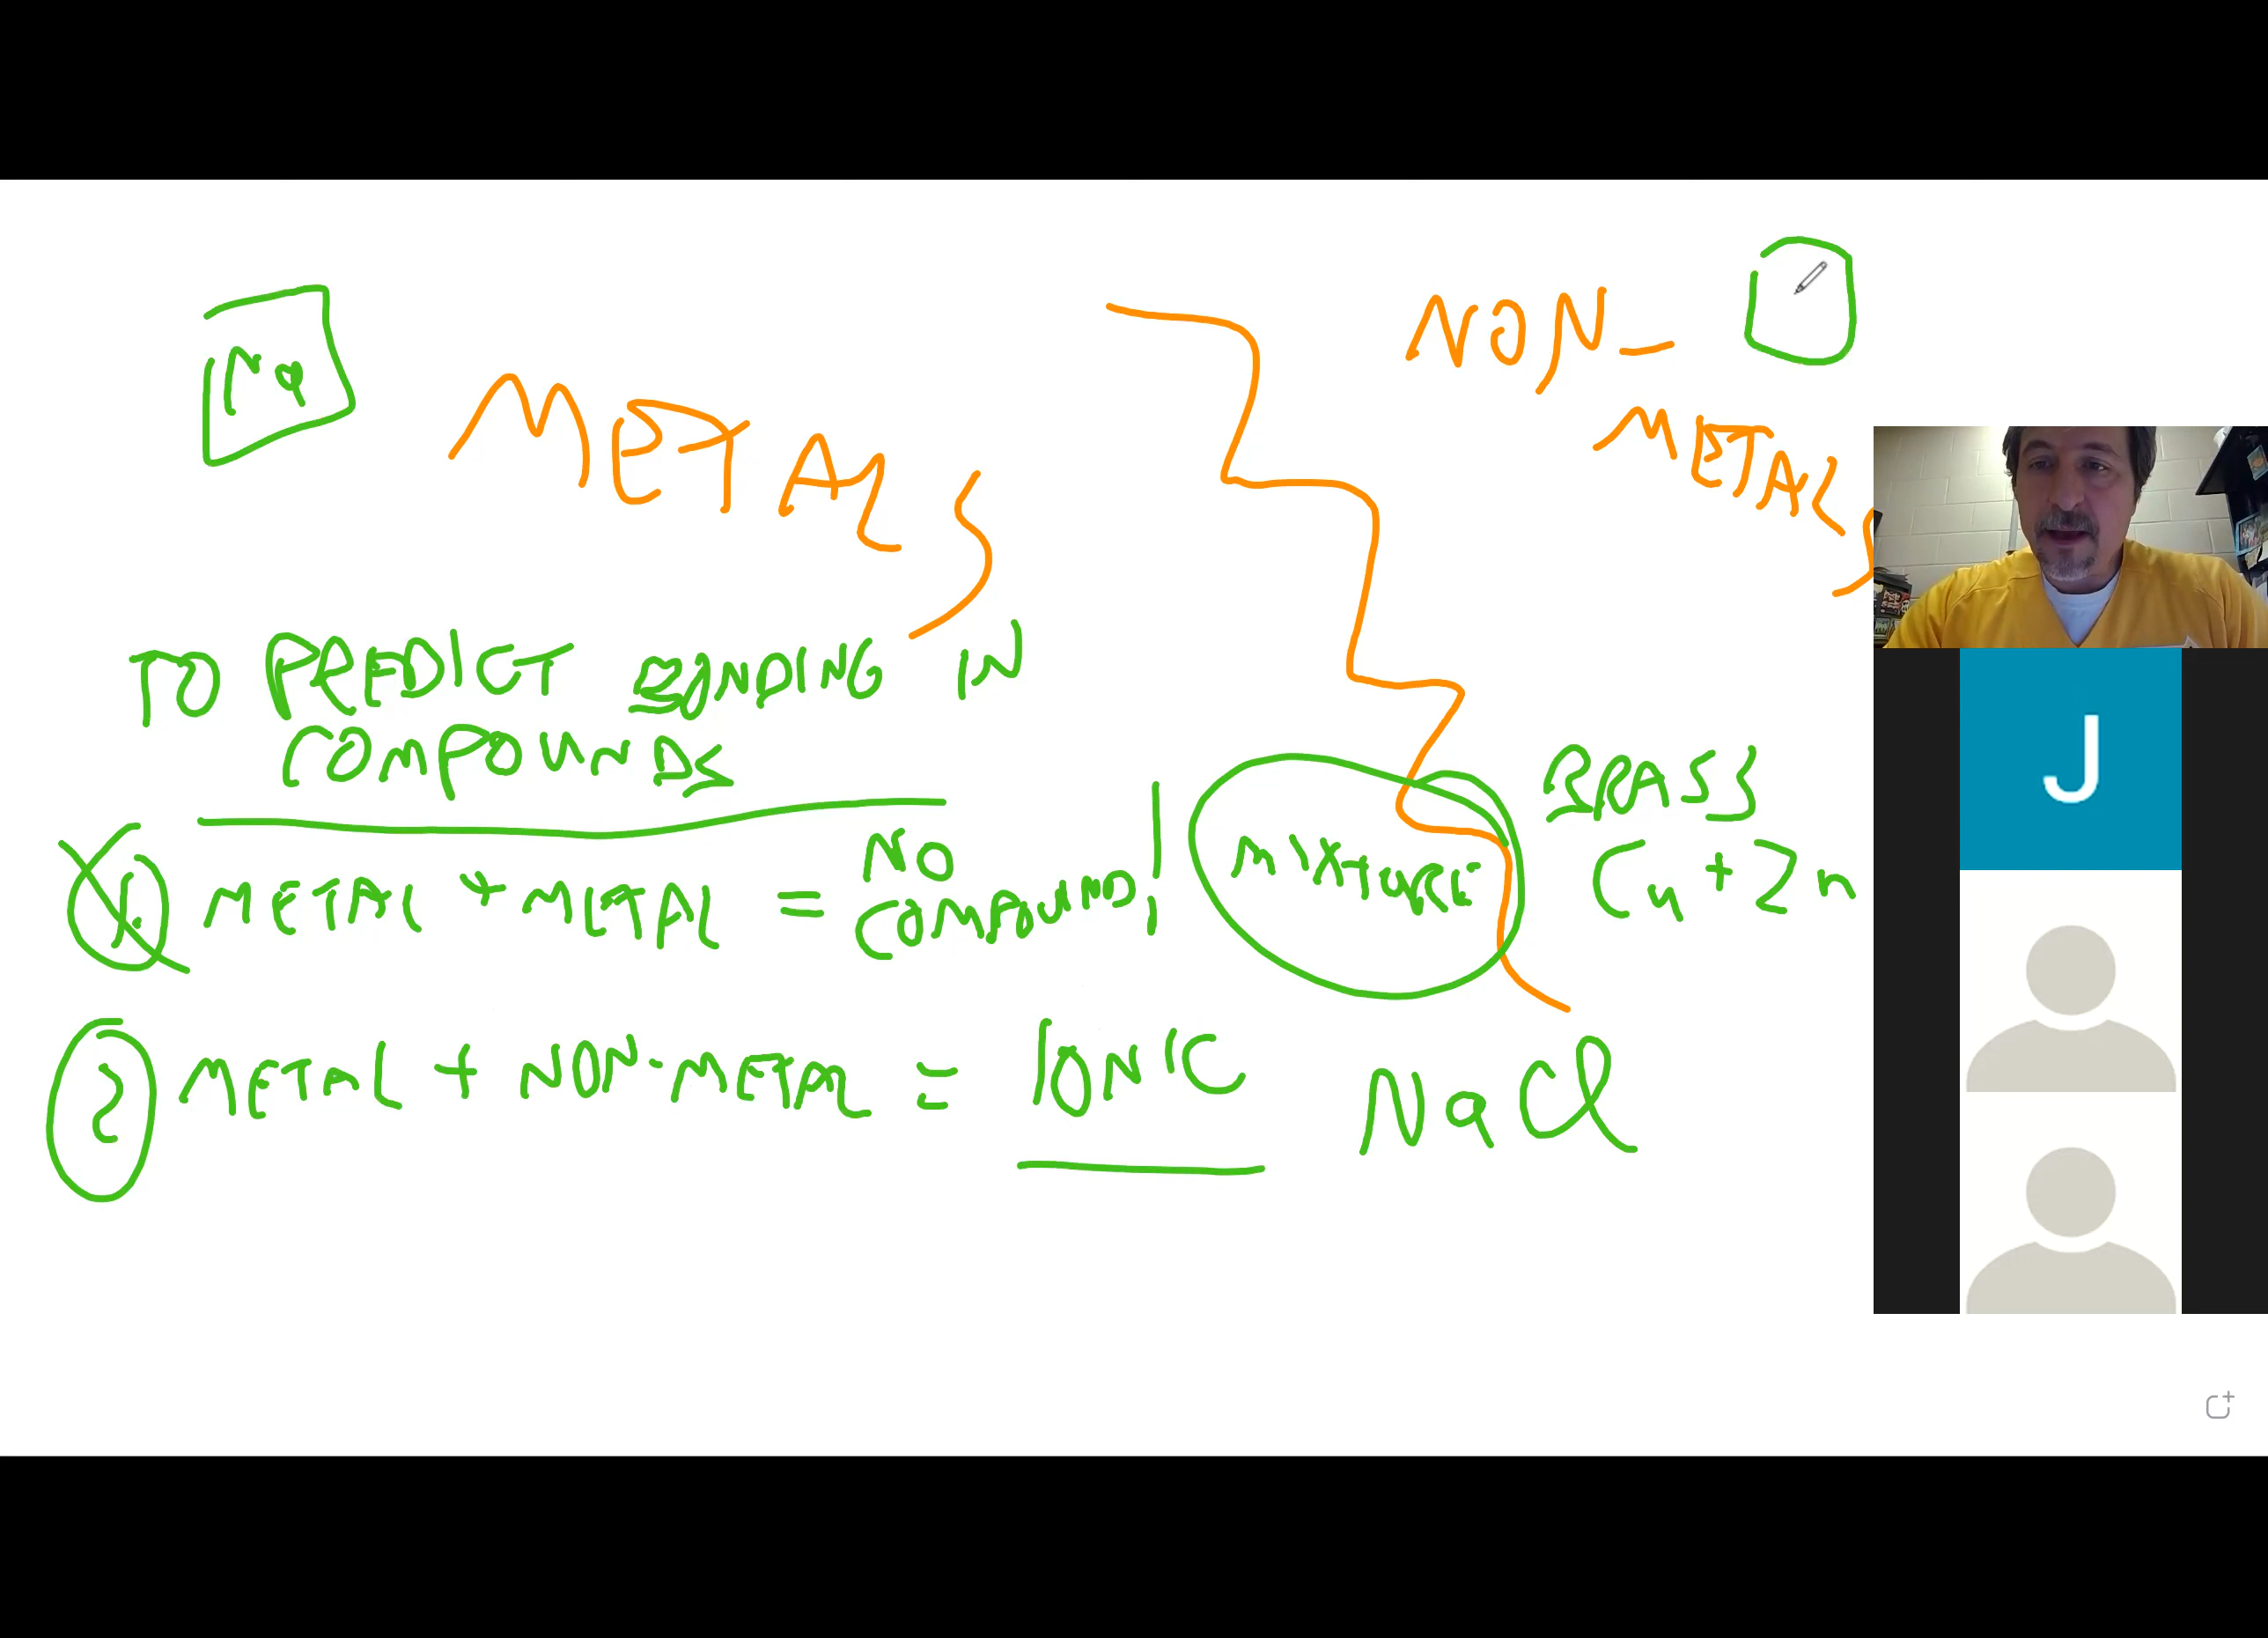 Na
METALS
NON-
METALS
TO PREDICT BONDING IN
COMPOUNDS
1. METAL + METAL = NO COMPOUND!
MIXTURE
BRASS
Cu + Zn
2 METAL + NON-METAL = IONIC
NaCl
J